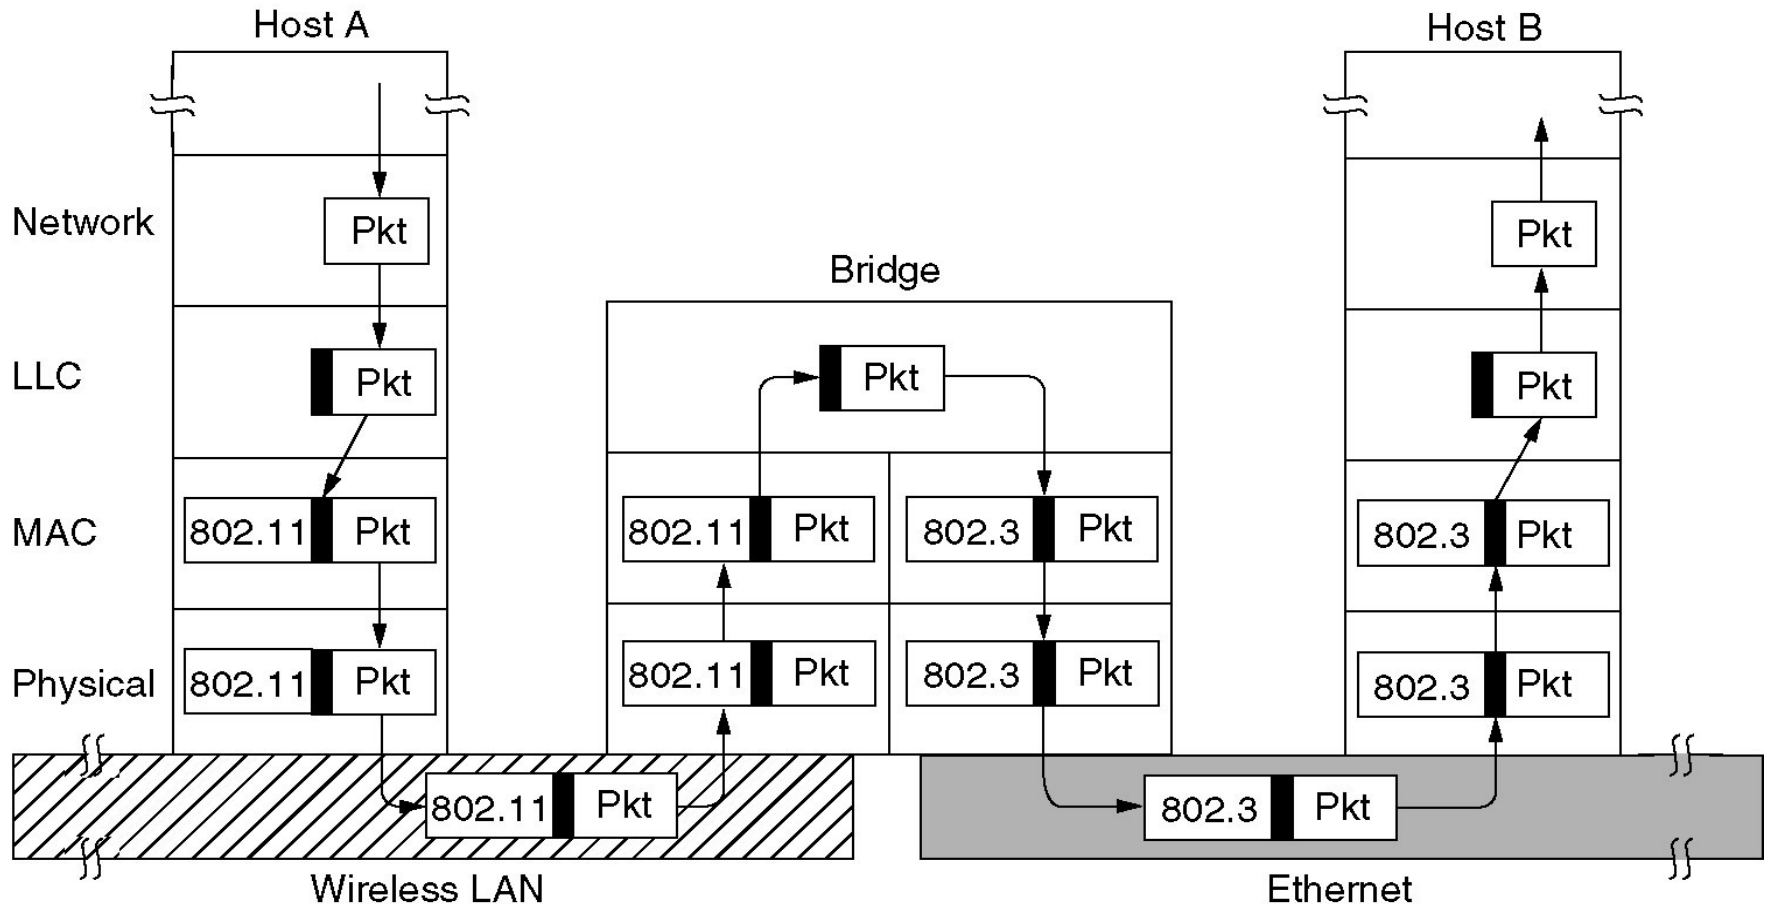 Host A
Host B
Network
Pkt
Pkt
Bridge
LLC
Pkt
Pkt
Pkt
MAC
802.11 Pkt
802.11 Pkt
802.3 Pkt
802.3 Pkt
Physical
802.11 Pkt
802.11 Pkt
802.3 Pkt
802.3 Pkt
802.11 Pkt
802.3 Pkt
Wireless LAN
Ethernet